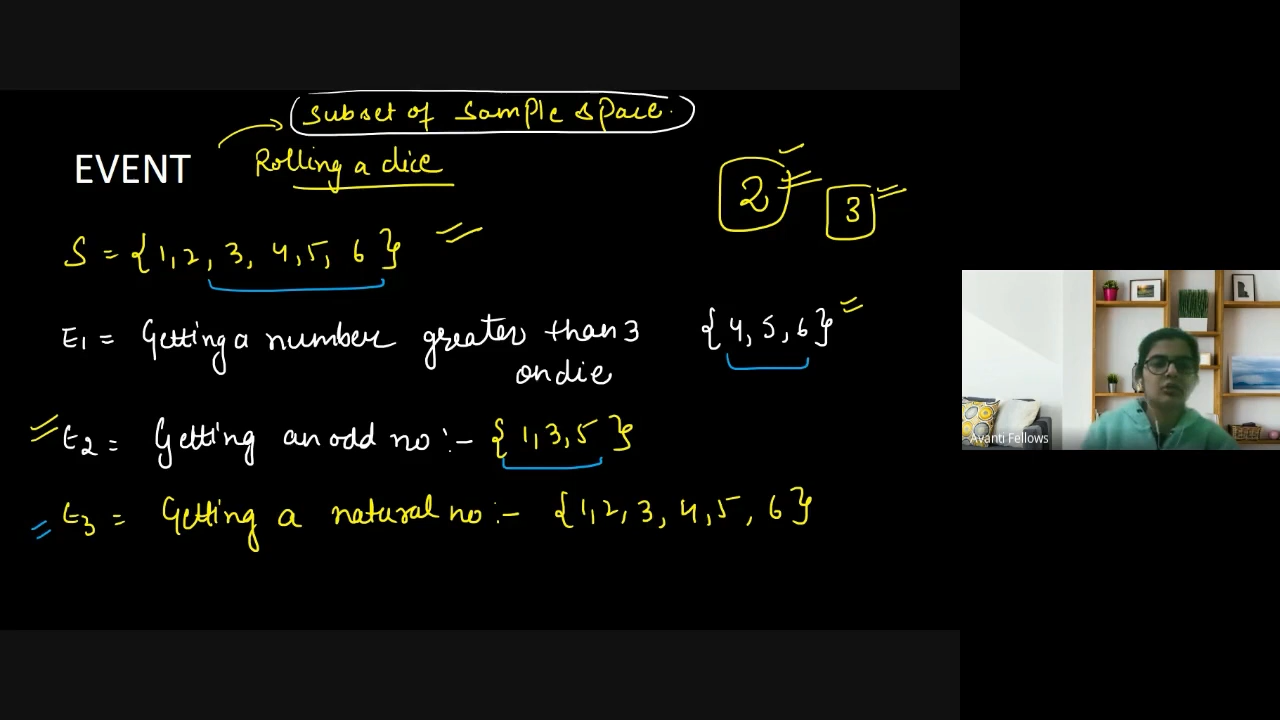 subset of sample space.
EVENT
Rolling a dice
2
3
S = {1,2, 3, 4,5, 6}
E1 = Getting a number greater than 3 on die {4, 5, 6}
E2 = Getting an odd no :- {1,3,5}
E3 = Getting a natural no :- {1,2, 3, 4,5, 6}
Avanti Fellows